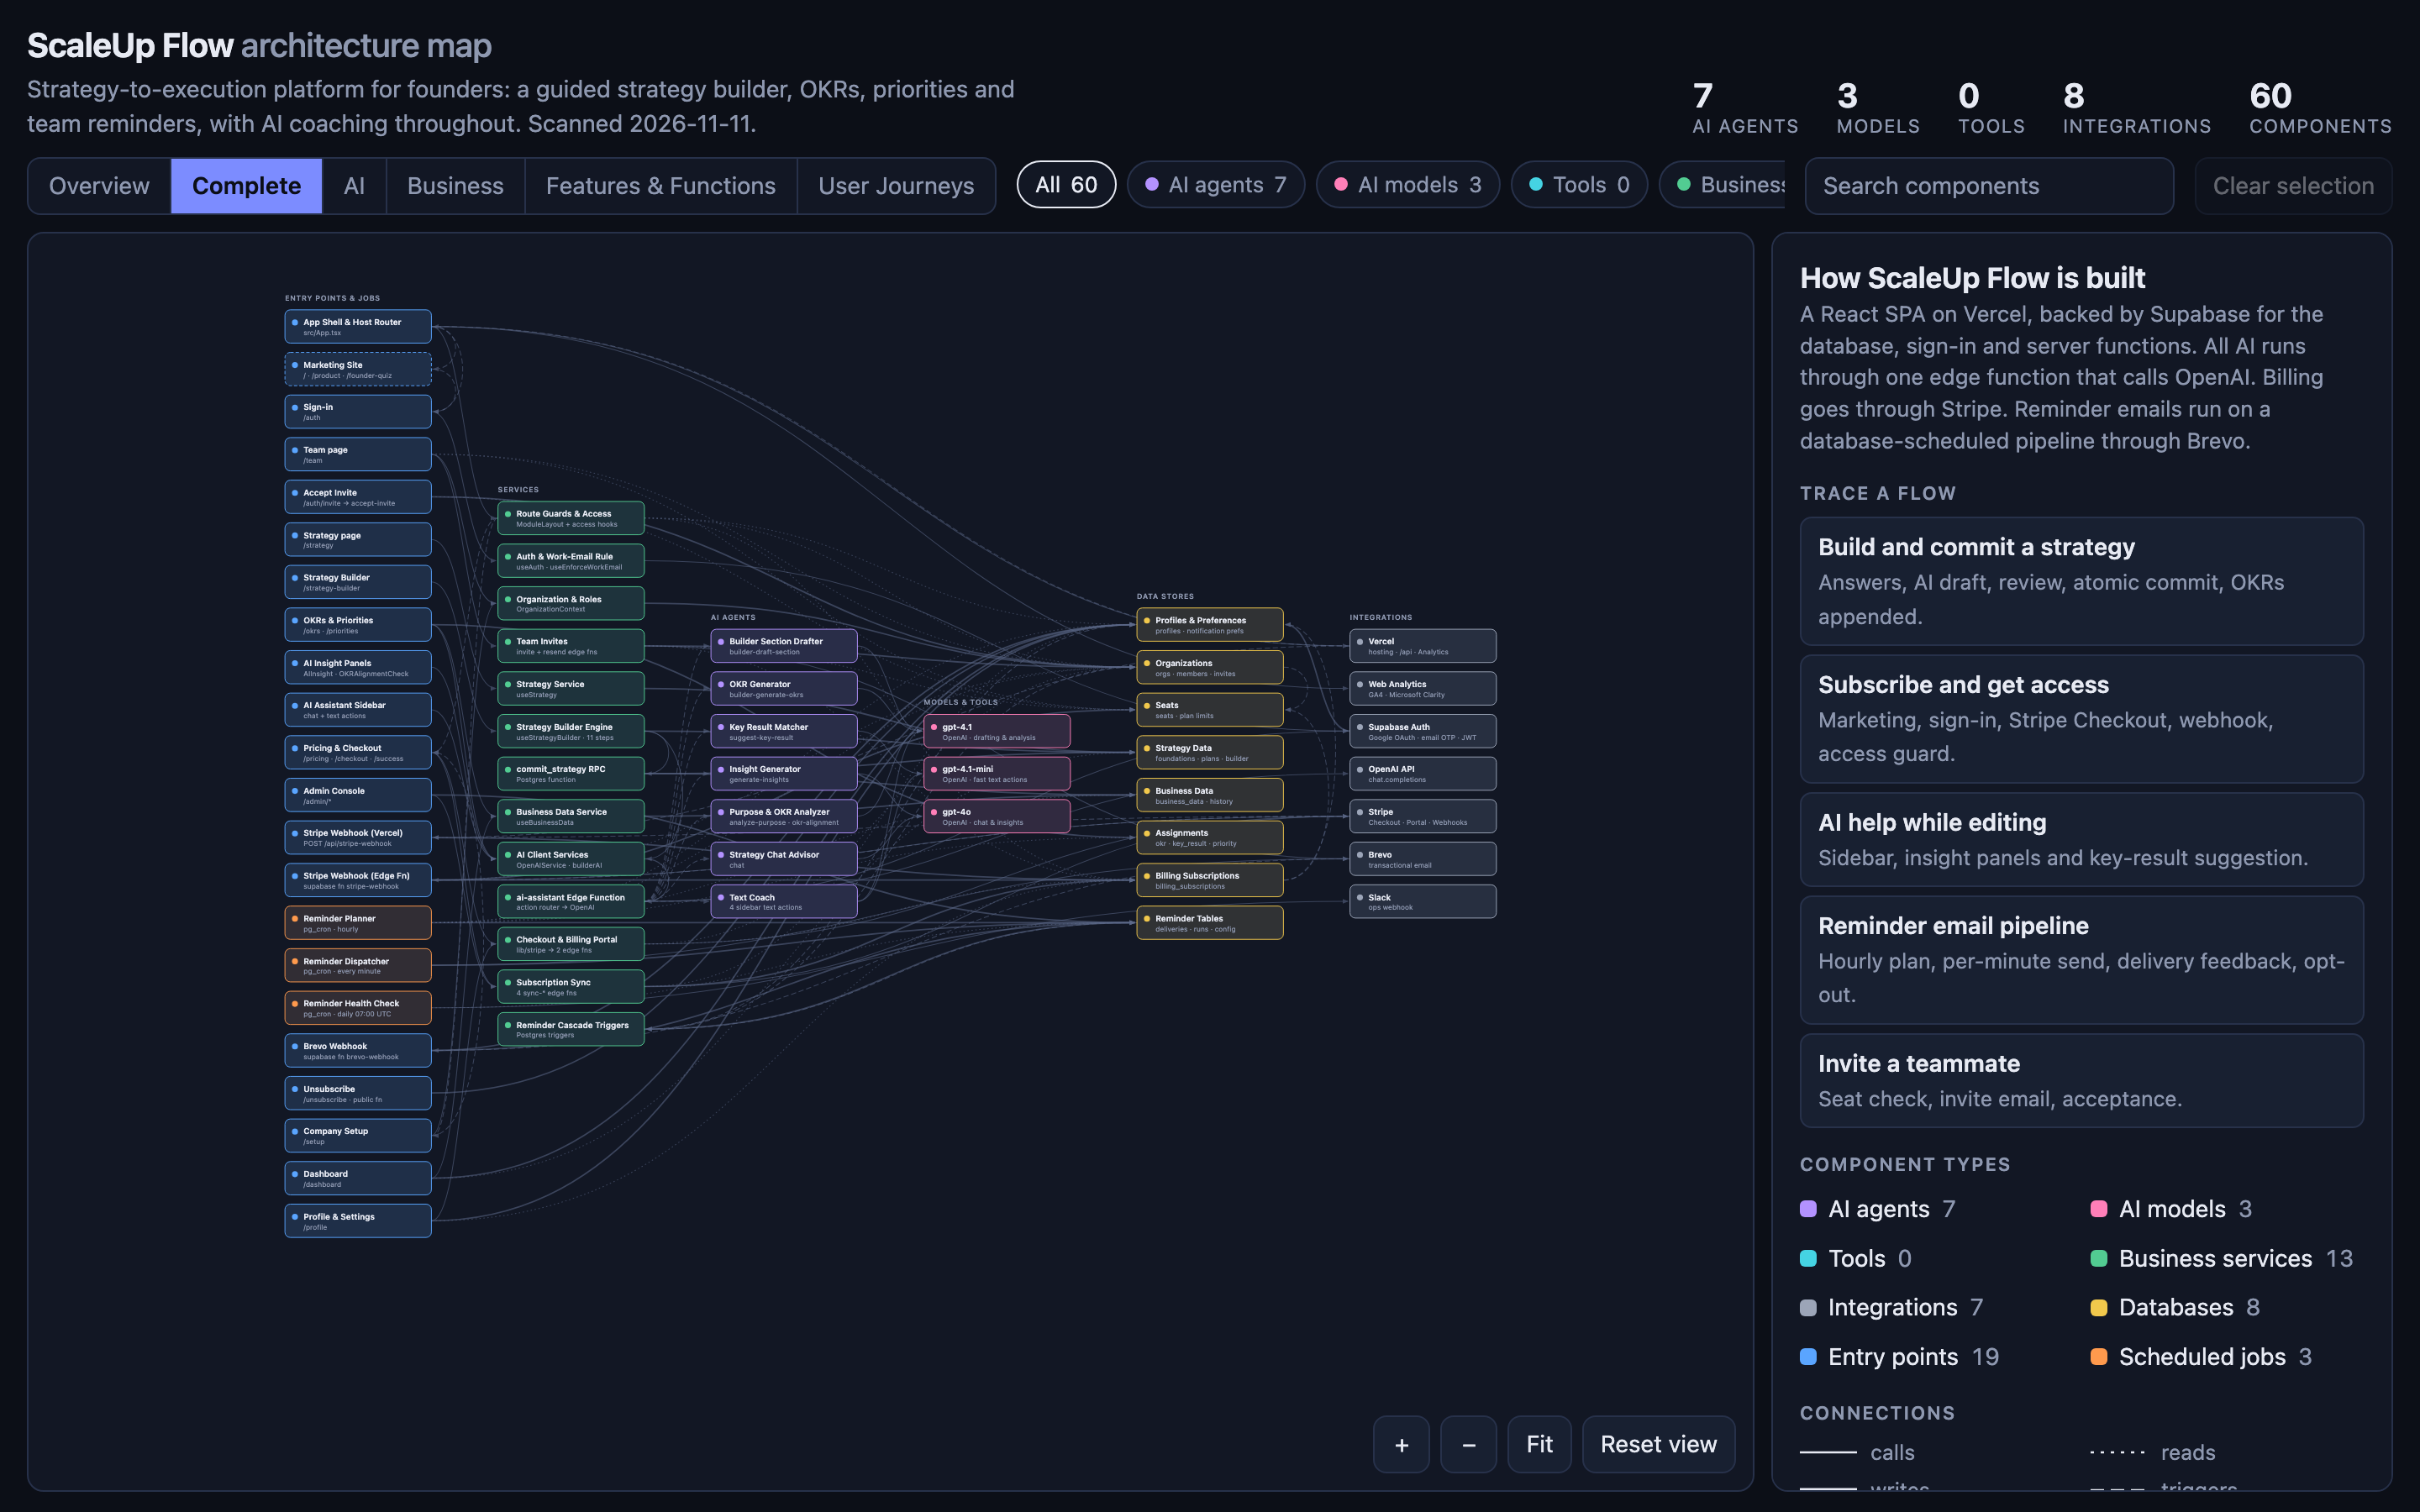 ScaleUp Flow architecture map
Strategy-to-execution platform for founders: a guided strategy builder, OKRs, priorities and
team reminders, with AI coaching throughout. Scanned 2026-11-11.
7
AI AGENTS
3
MODELS
0
TOOLS
8
INTEGRATIONS
60
COMPONENTS
Overview
Complete
AI
Business
Features & Functions
User Journeys
All 60
AI agents 7
AI models 3
Tools 0
Business
Search components
Clear selection
ENTRY POINTS & JOBS
App Shell & Host Router
src/App.tsx
Marketing Site
/ · /product · /founder-quiz
Sign-in
/auth
Team page
/team
Accept Invite
/auth/invite → accept-invite
Strategy page
/strategy
Strategy Builder
/strategy-builder
OKRs & Priorities
/okrs · /priorities
AI Insight Panels
AIInsight · OKRAlignmentCheck
AI Assistant Sidebar
chat + text actions
Pricing & Checkout
/pricing · /checkout · /success
Admin Console
/admin/*
Stripe Webhook (Vercel)
POST /api/stripe-webhook
Stripe Webhook (Edge Fn)
supabase fn stripe-webhook
Reminder Planner
pg_cron · hourly
Reminder Dispatcher
pg_cron · every minute
Reminder Health Check
pg_cron · daily 07:00 UTC
Brevo Webhook
supabase fn brevo-webhook
Unsubscribe
/unsubscribe · public fn
Company Setup
/setup
Dashboard
/dashboard
Profile & Settings
/profile
SERVICES
Route Guards & Access
ModuleLayout + access hooks
Auth & Work-Email Rule
useAuth · useEnforceWorkEmail
Organization & Roles
OrganizationContext
Team Invites
invite + resend edge fns
Strategy Service
useStrategy
Strategy Builder Engine
useStrategyBuilder · 11 steps
commit_strategy RPC
Postgres function
Business Data Service
useBusinessData
AI Client Services
OpenAIService · builderAI
ai-assistant Edge Function
action router → OpenAI
Checkout & Billing Portal
lib/stripe → 2 edge fns
Subscription Sync
4 sync-* edge fns
Reminder Cascade Triggers
Postgres triggers
AI AGENTS
Builder Section Drafter
builder-draft-section
OKR Generator
builder-generate-okrs
Key Result Matcher
suggest-key-result
Insight Generator
generate-insights
Purpose & OKR Analyzer
analyze-purpose · okr-alignment
Strategy Chat Advisor
chat
Text Coach
4 sidebar text actions
MODELS & TOOLS
gpt-4.1
OpenAI · drafting & analysis
gpt-4.1-mini
OpenAI · fast text actions
gpt-4o
OpenAI · chat & insights
DATA STORES
Profiles & Preferences
profiles · notification prefs
Organizations
orgs · members · invites
Seats
seats · plan limits
Strategy Data
foundations · plans · builder
Business Data
business_data · history
Assignments
okr · key_result · priority
Billing Subscriptions
billing_subscriptions
Reminder Tables
deliveries · runs · config
INTEGRATIONS
Vercel
hosting · /api · Analytics
Web Analytics
GA4 · Microsoft Clarity
Supabase Auth
Google OAuth · email OTP · JWT
OpenAI API
chat.completions
Stripe
Checkout · Portal · Webhooks
Brevo
transactional email
Slack
ops webhook
+
−
Fit
Reset view
How ScaleUp Flow is built
A React SPA on Vercel, backed by Supabase for the
database, sign-in and server functions. All AI runs
through one edge function that calls OpenAI. Billing
goes through Stripe. Reminder emails run on a
database-scheduled pipeline through Brevo.
TRACE A FLOW
Build and commit a strategy
Answers, AI draft, review, atomic commit, OKRs
appended.
Subscribe and get access
Marketing, sign-in, Stripe Checkout, webhook,
access guard.
AI help while editing
Sidebar, insight panels and key-result suggestion.
Reminder email pipeline
Hourly plan, per-minute send, delivery feedback, opt-
out.
Invite a teammate
Seat check, invite email, acceptance.
COMPONENT TYPES
AI agents 7
AI models 3
Tools 0
Business services 13
Integrations 7
Databases 8
Entry points 19
Scheduled jobs 3
CONNECTIONS
calls
reads
writes
triggers